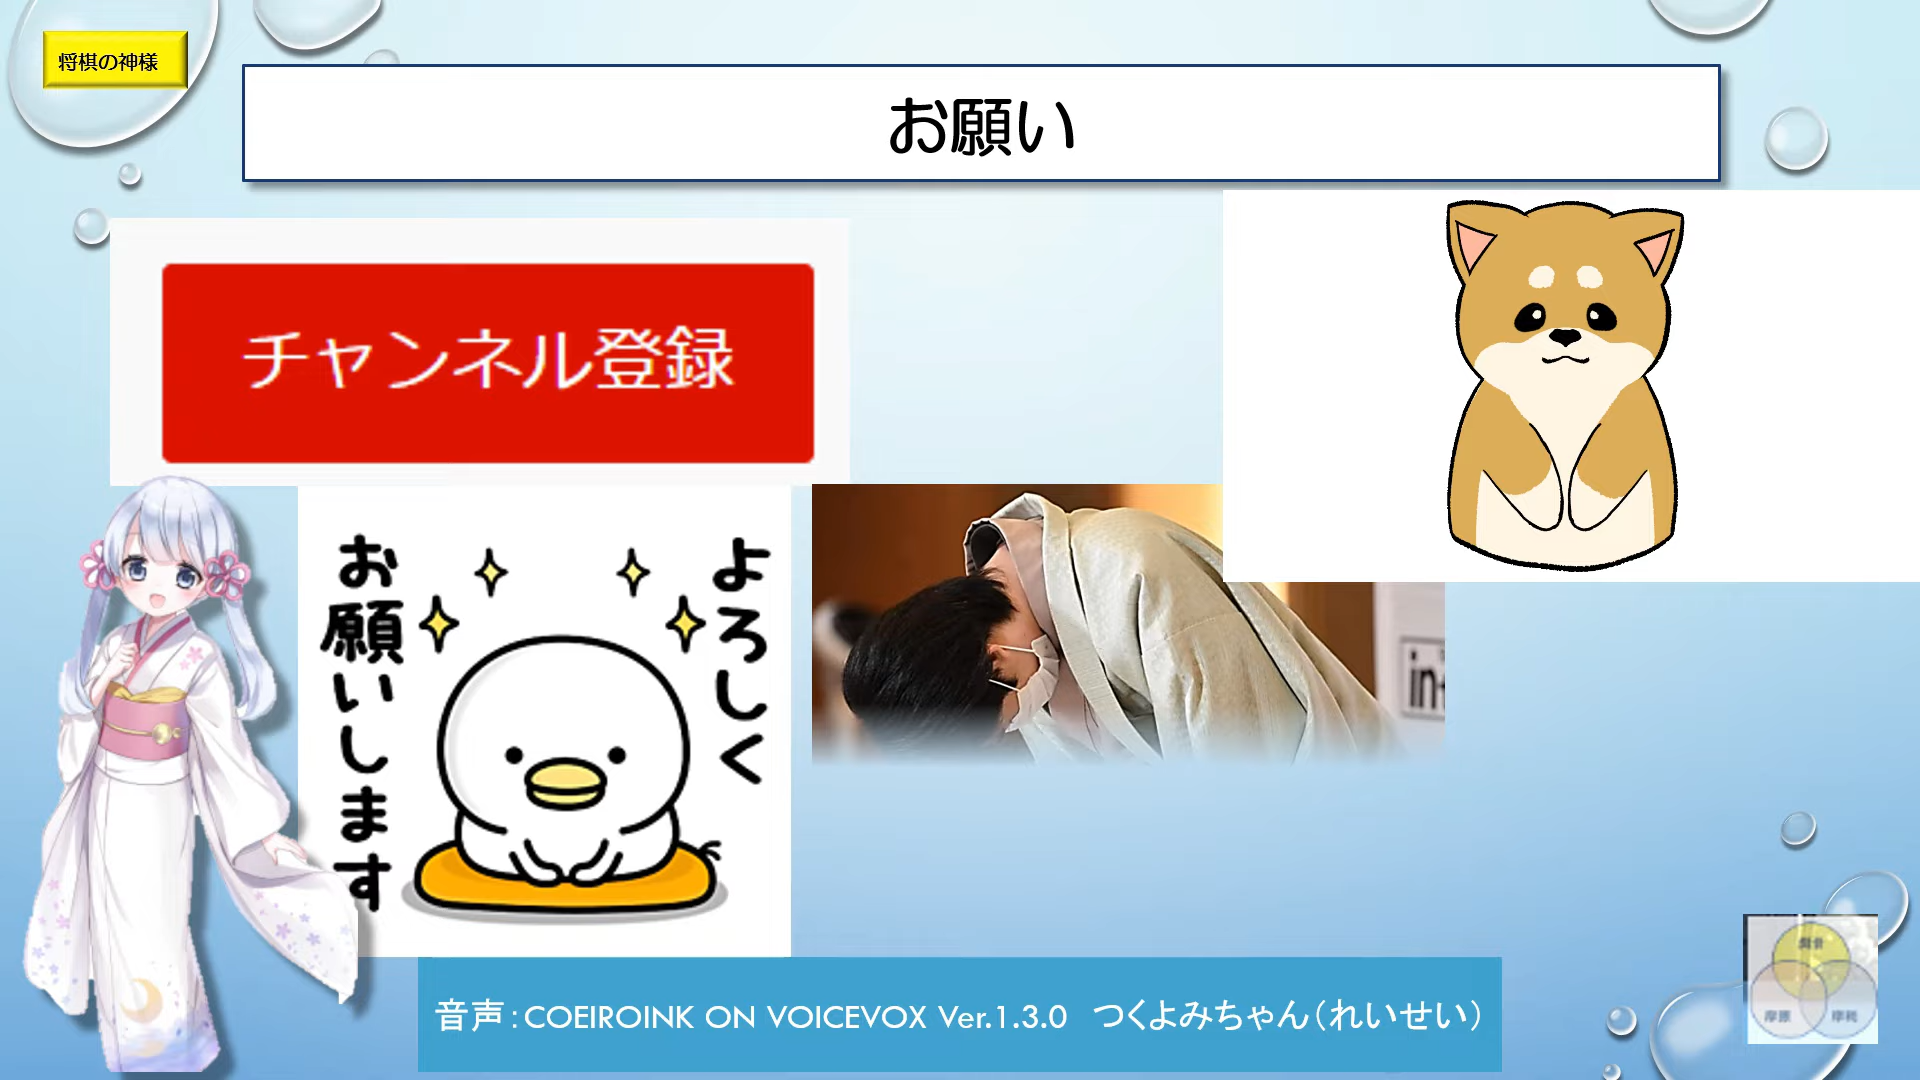 将棋の神様
お願い
チャンネル登録
よろしく
お願いします
音声：COEIROINK ON VOICEVOX Ver.1.3.0　つくよみちゃん（れいせい）